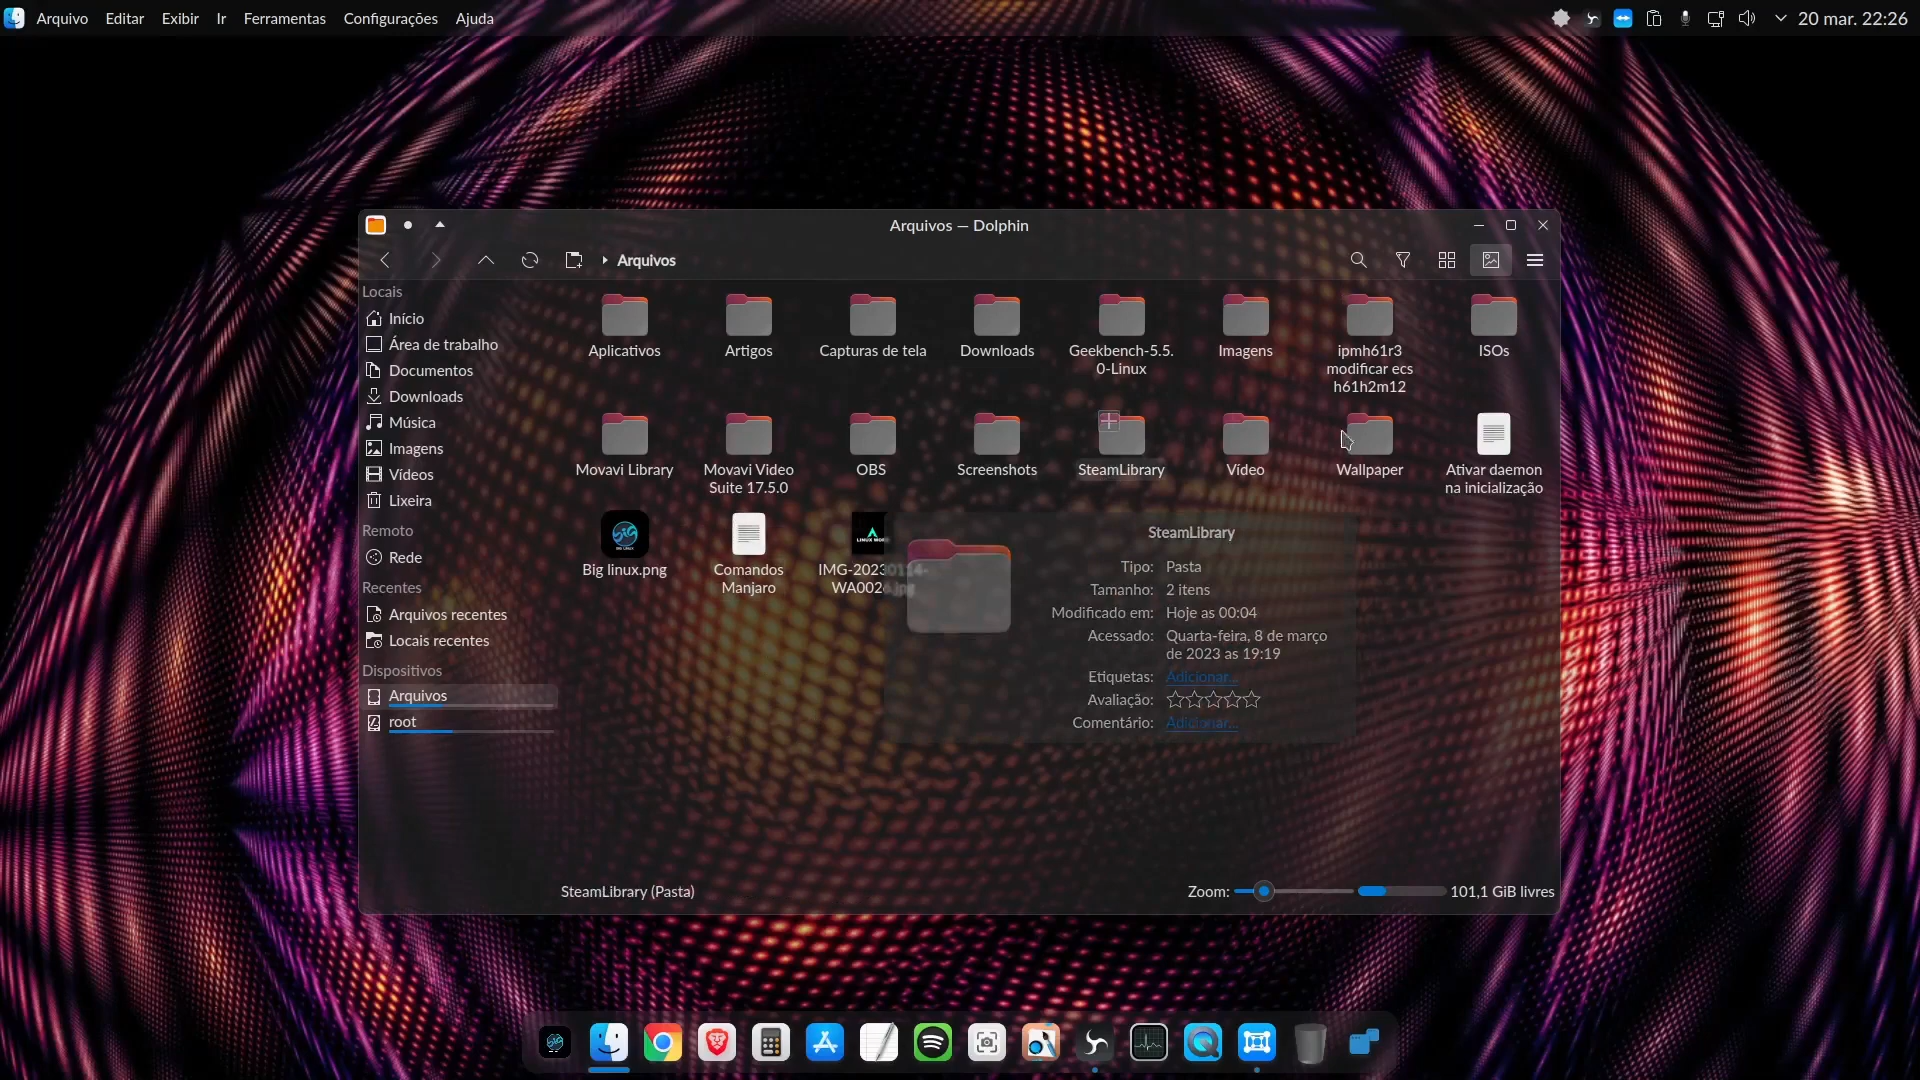 Arquivo Editar Exibir Ir Ferramentas Configurações Ajuda
20 mar. 22:26
Arquivos — Dolphin
Arquivos
Locais
Início
Área de trabalho
Documentos
Downloads
Música
Imagens
Vídeos
Lixeira
Remoto
Rede
Recentes
Arquivos recentes
Locais recentes
Dispositivos
Arquivos
root
Aplicativos
Artigos
Capturas de tela
Downloads
Geekbench-5.5.
0-Linux
Imagens
ipmh61r3
modificar ecs
h61h2m12
ISOs
Movavi Library
Movavi Video
Suite 17.5.0
OBS
Screenshots
SteamLibrary
Vídeo
Wallpaper
Ativar daemon
na inicialização
Big linux.png
Comandos
Manjaro
IMG-20230114-
WA002 .jpg
SteamLibrary
Tipo: Pasta
Tamanho: 2 itens
Modificado em: Hoje as 00:04
Acessado: Quarta-feira, 8 de março
de 2023 as 19:19
Etiquetas: Adicionar...
Avaliação:
Comentário: Adicionar...
SteamLibrary (Pasta)
Zoom:
101,1 GiB livres